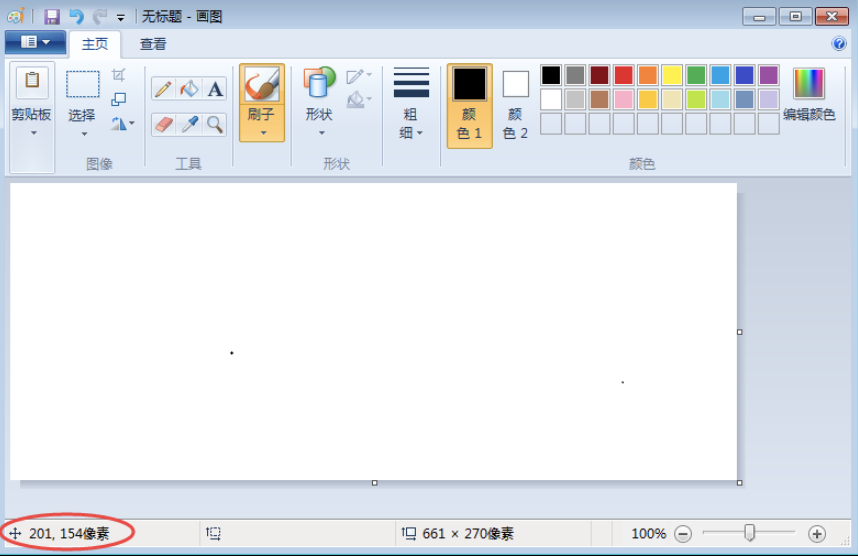 无标题 - 画图
主页
查看
剪贴板
选择
图像
A
工具
刷子
形状
形状
粗
细
颜
色 1
颜
色 2
编辑颜色
颜色
201, 154像素
661 × 270像素
100%